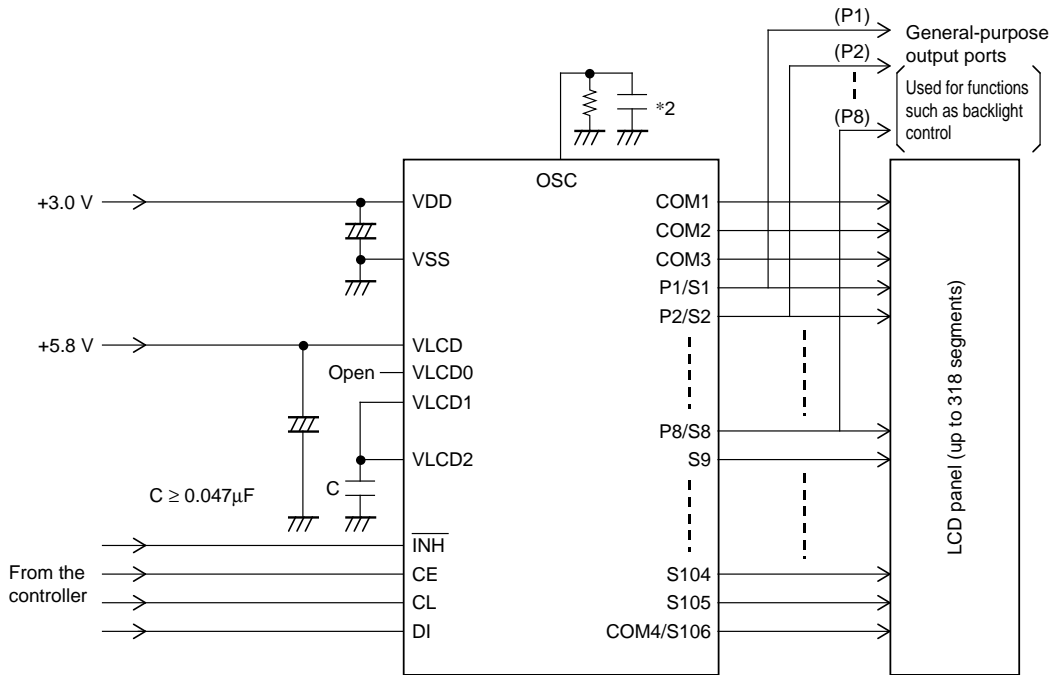 (P1)
General-purpose
output ports
(P2)
Used for functions
such as backlight
control
(P8)
*2
OSC
+3.0 V
VDD
COM1
COM2
VSS
COM3
P1/S1
P2/S2
+5.8 V
VLCD
Open
VLCD0
VLCD1
P8/S8
VLCD2
S9
C
C ≥ 0.047μF
INH
From the
controller
CE
S104
CL
S105
DI
COM4/S106
LCD panel (up to 318 segments)